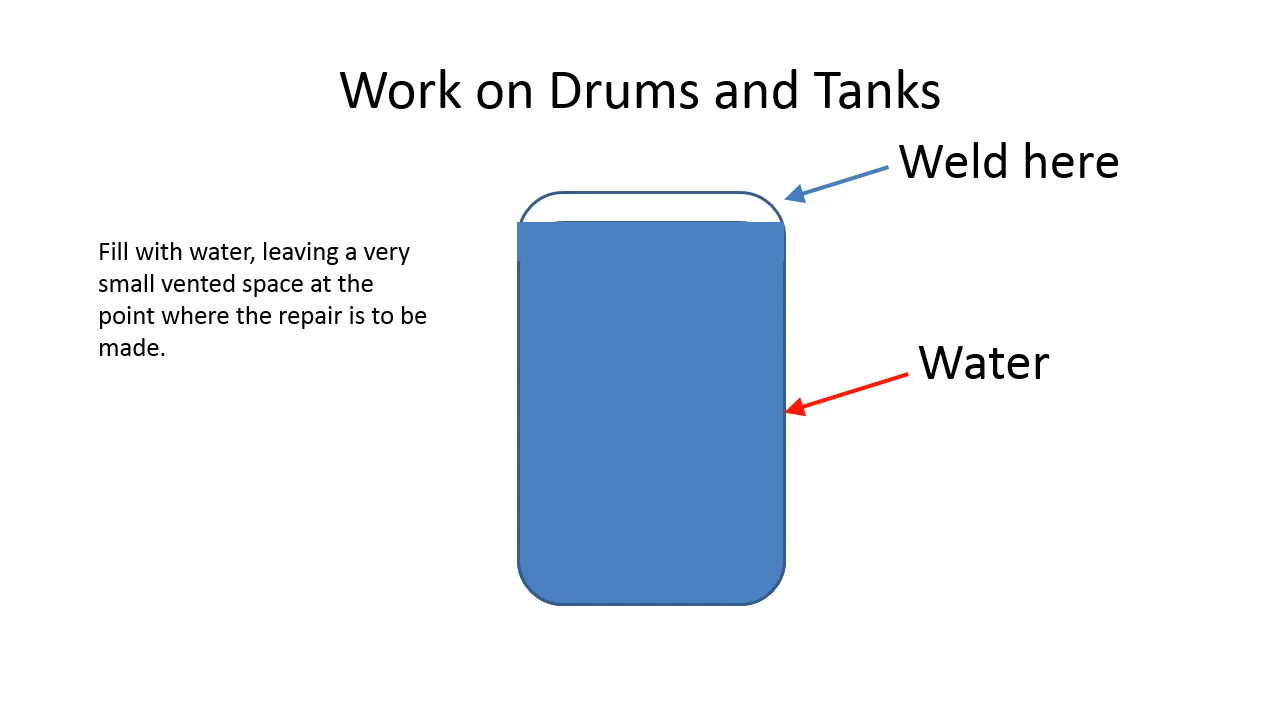 Work on Drums and Tanks
Weld here
Fill with water, leaving a very
small vented space at the
point where the repair is to be
made.
Water